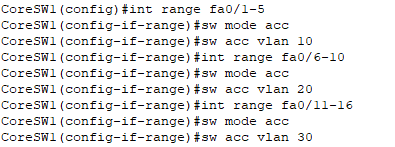 CoreSW1(config)#int range fa0/1-5
CoreSW1(config-if-range)#sw mode acc
CoreSW1(config-if-range)#sw acc vlan 10
CoreSW1(config-if-range)#int range fa0/6-10
CoreSW1(config-if-range)#sw mode acc
CoreSW1(config-if-range)#sw acc vlan 20
CoreSW1(config-if-range)#int range fa0/11-16
CoreSW1(config-if-range)#sw mode acc
CoreSW1(config-if-range)#sw acc vlan 30